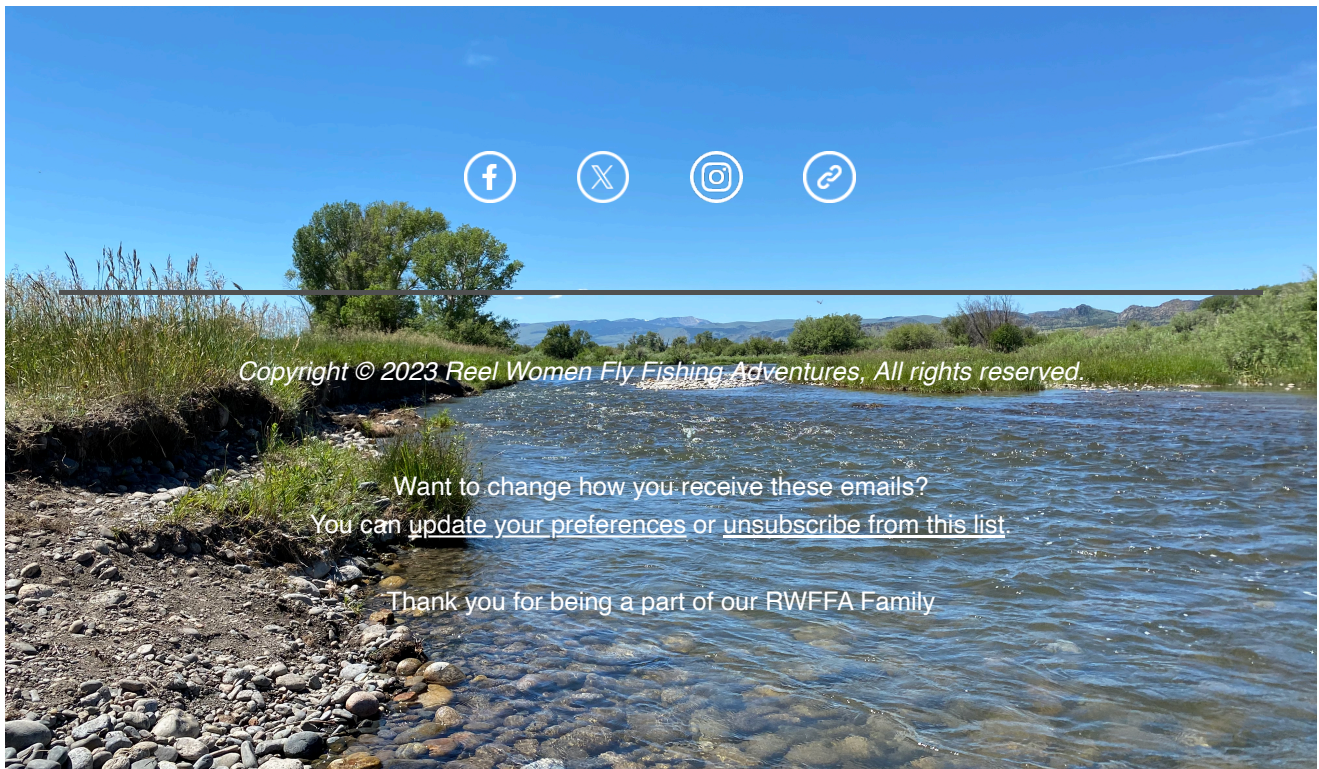 Copyright © 2023 Reel Women Fly Fishing Adventures, All rights reserved.
Want to change how you receive these emails?
You can update your preferences or unsubscribe from this list.
Thank you for being a part of our RWFFA Family